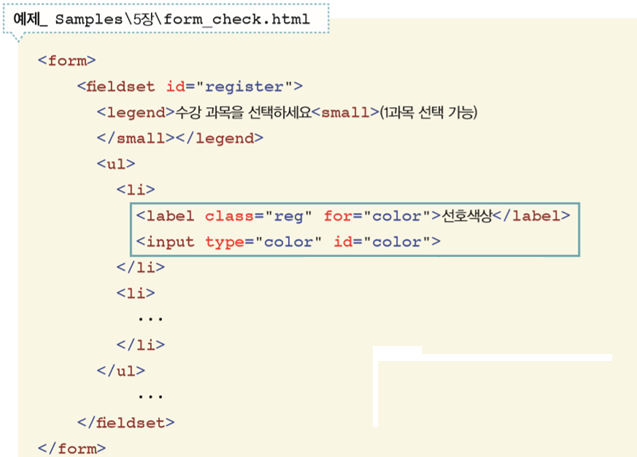 예제_ Samples\5장\form_check.html
<form>
<fieldset id="register">
<legend>수강 과목을 선택하세요<small>(1과목 선택 가능)
</small></legend>
<ul>
<li>
<label class="reg" for="color">선호색상</label>
<input type="color" id="color">
</li>
<li>
...
</li>
</ul>
...
</fieldset>
</form>